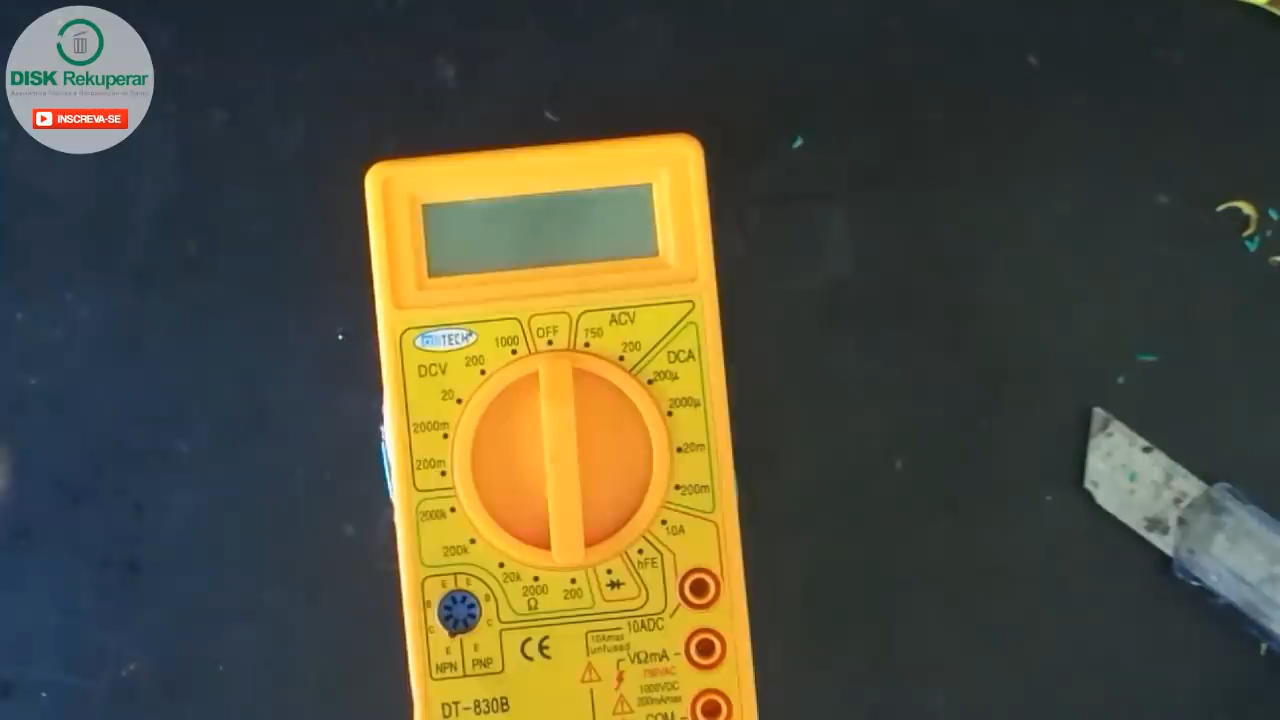 DISK Rekuperar
INSCREVA-SE
TECH
OFF
750
ACV
200
DCA
200µ
2000µ
20m
200m
10A
hFE
1000
200
DCV
20
2000m
200m
2000k
200k
20k
2000
Ω
200
E E
B B
C C
E E
NPN PNP
CE
10Amax
unfused
10ADC
VΩmA
750VAC
1000VDC
200mAmax
COM
DT-830B